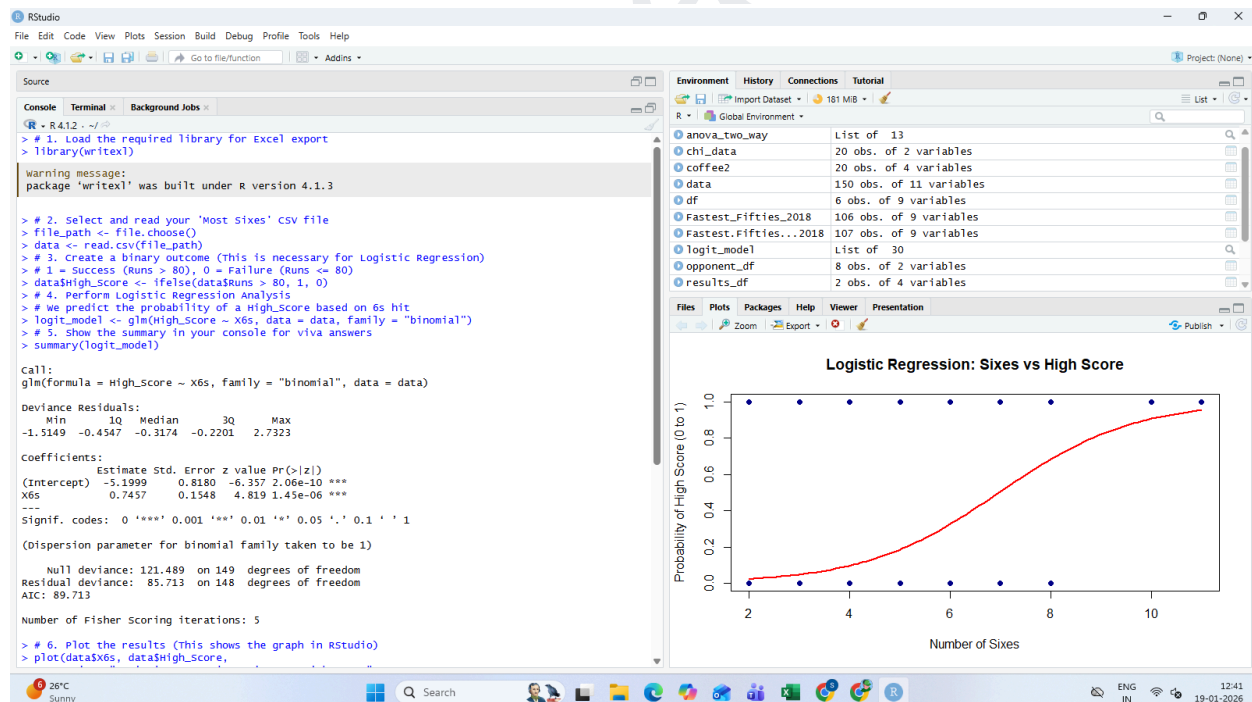 RStudio
File Edit Code View Plots Session Build Debug Profile Tools Help
Go to file/function
Addins
Project: (None)
Source
Console Terminal Background Jobs
R 4.1.2 . ~/
> # 1. Load the required library for Excel export
> library(writexl)
Warning message:
package ‘writexl’ was built under R version 4.1.3
> # 2. Select and read your 'Most Sixes' CSV file
> file_path <- file.choose()
> data <- read.csv(file_path)
> # 3. Create a binary outcome (This is necessary for Logistic Regression)
> # 1 = Success (Runs > 80), 0 = Failure (Runs <= 80)
> data$High_Score <- ifelse(data$Runs > 80, 1, 0)
> # 4. Perform Logistic Regression Analysis
> # We predict the probability of a High_Score based on 6s hit
> logit_model <- glm(High_Score ~ X6s, data = data, family = "binomial")
> # 5. Show the summary in your console for viva answers
> summary(logit_model)
Call:
glm(formula = High_Score ~ X6s, family = "binomial", data = data)
Deviance Residuals:
Min 1Q Median 3Q Max
-1.5149 -0.4547 -0.3174 -0.2201 2.7323
Coefficients:
Estimate Std. Error z value Pr(>|z|)
(Intercept) -5.1999 0.8180 -6.357 2.06e-10 ***
X6s 0.7457 0.1548 4.819 1.45e-06 ***
---
Signif. codes: 0 ‘***’ 0.001 ‘**’ 0.01 ‘*’ 0.05 ‘.’ 0.1 ‘ ’ 1
(Dispersion parameter for binomial family taken to be 1)
Null deviance: 121.489 on 149 degrees of freedom
Residual deviance: 85.713 on 148 degrees of freedom
AIC: 89.713
Number of Fisher Scoring iterations: 5
> # 6. Plot the results (This shows the graph in RStudio)
> plot(data$X6s, data$High_Score,
Environment History Connections Tutorial
Import Dataset 181 MiB List
R Global Environment
anova_two_way List of 13
chi_data 20 obs. of 2 variables
coffee2 20 obs. of 4 variables
data 150 obs. of 11 variables
df 6 obs. of 9 variables
Fastest_Fifties_2018 106 obs. of 9 variables
Fastest.Fifties...2018 107 obs. of 9 variables
logit_model List of 30
opponent_df 8 obs. of 2 variables
results_df 2 obs. of 4 variables
Files Plots Packages Help Viewer Presentation
Zoom Export Publish
Logistic Regression: Sixes vs High Score
Probability of High Score (0 to 1)
1.0
0.8
0.6
0.4
0.2
0.0
2 4 6 8 10
Number of Sixes
6
26°C
Sunny
Search
ENG
IN
12:41
19-01-2026